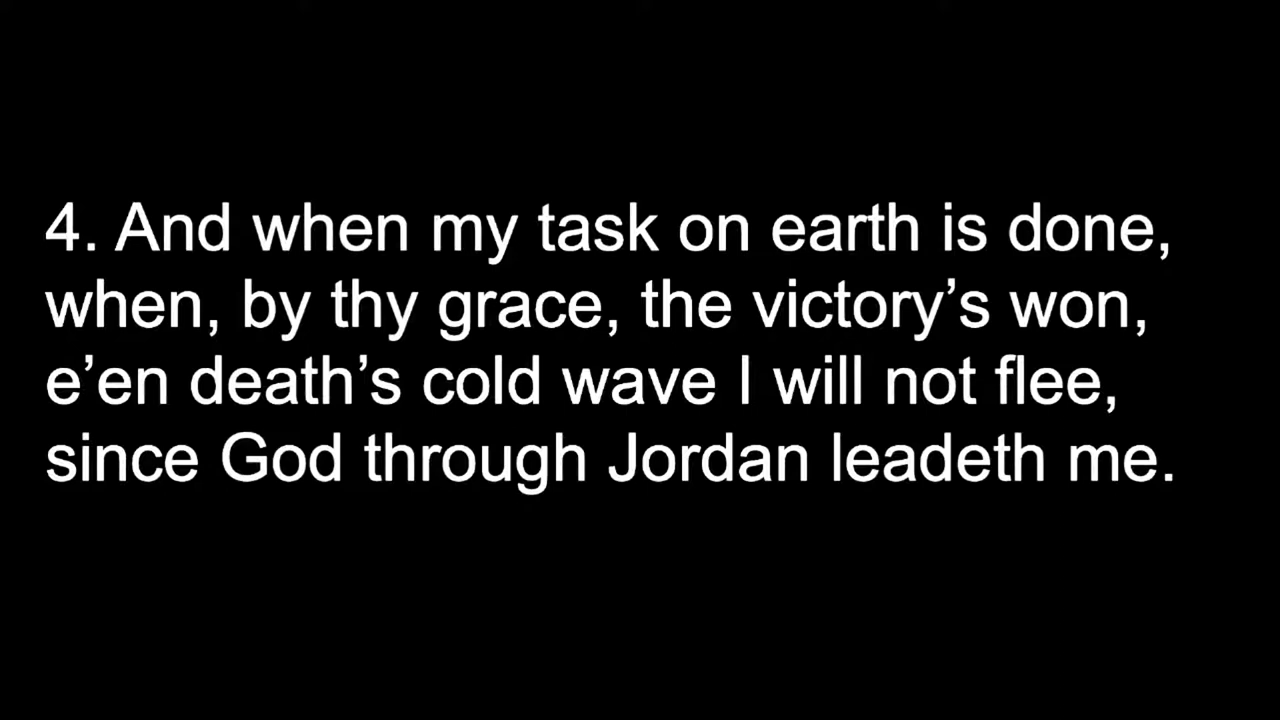 4. And when my task on earth is done,
when, by thy grace, the victory’s won,
e’en death’s cold wave I will not flee,
since God through Jordan leadeth me.